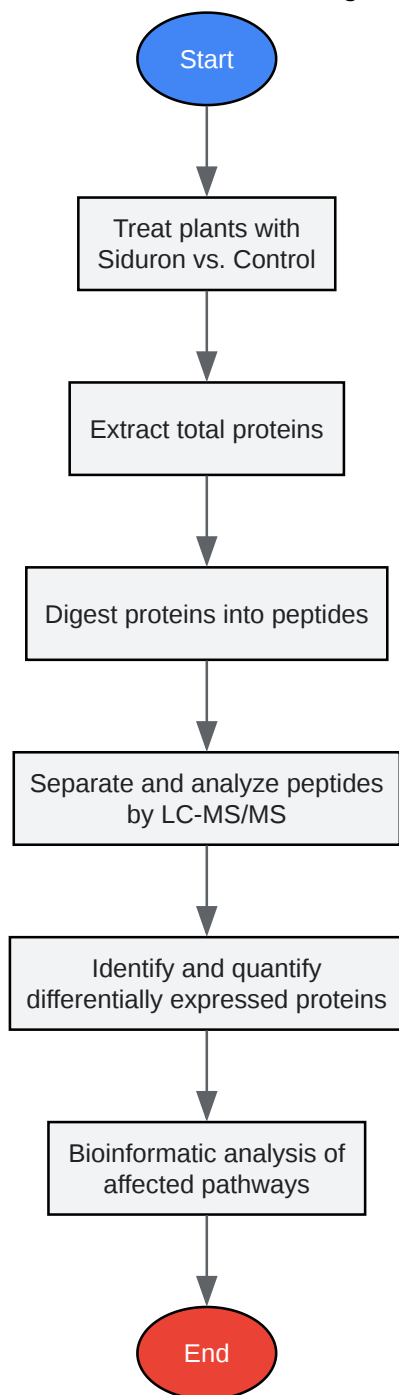 Start
Treat plants with
Siduron vs. Control
Extract total proteins
Digest proteins into peptides
Separate and analyze peptides
by LC-MS/MS
Identify and quantify
differentially expressed proteins
Bioinformatic analysis of
affected pathways
End